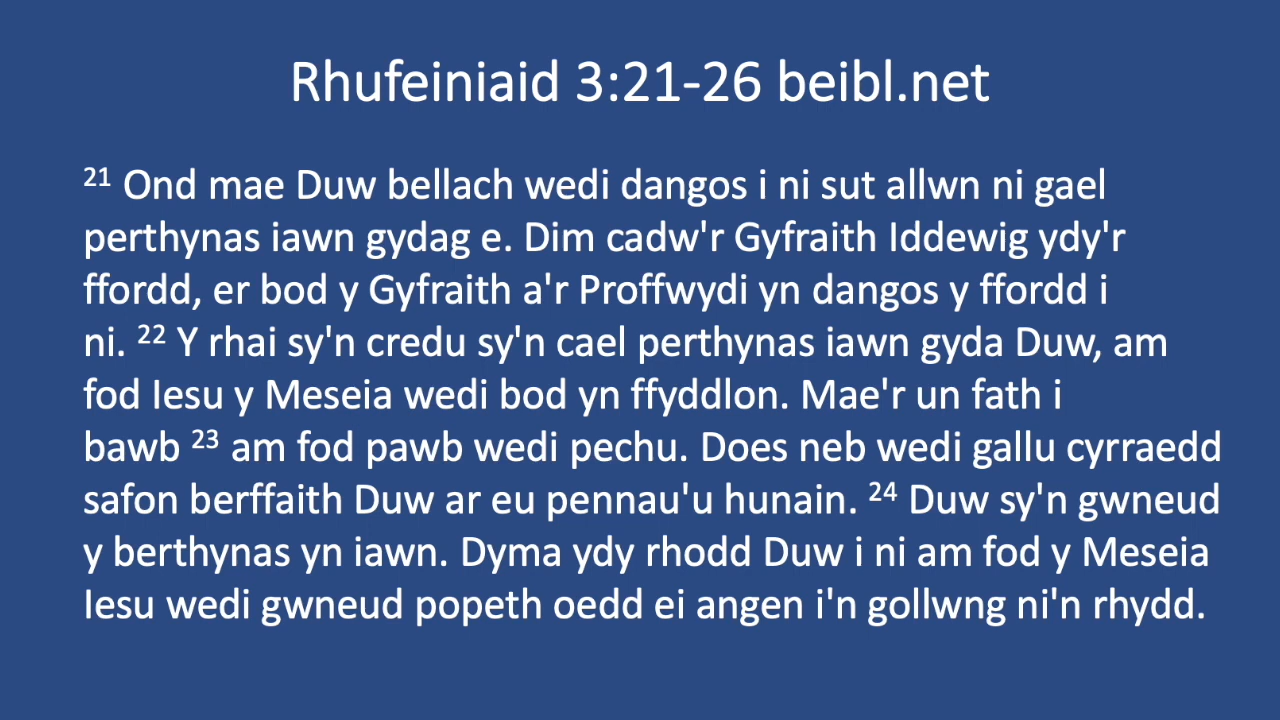 Rhufeiniaid 3:21-26 beibl.net
21 Ond mae Duw bellach wedi dangos i ni sut allwn ni gael
perthynas iawn gydag e. Dim cadw'r Gyfraith Iddewig ydy'r
ffordd, er bod y Gyfraith a'r Proffwydi yn dangos y ffordd i
ni. 22 Y rhai sy'n credu sy'n cael perthynas iawn gyda Duw, am
fod Iesu y Meseia wedi bod yn ffyddlon. Mae'r un fath i
bawb 23 am fod pawb wedi pechu. Does neb wedi gallu cyrraedd
safon berffaith Duw ar eu pennau'u hunain. 24 Duw sy'n gwneud
y berthynas yn iawn. Dyma ydy rhodd Duw i ni am fod y Meseia
Iesu wedi gwneud popeth oedd ei angen i'n gollwng ni'n rhydd.